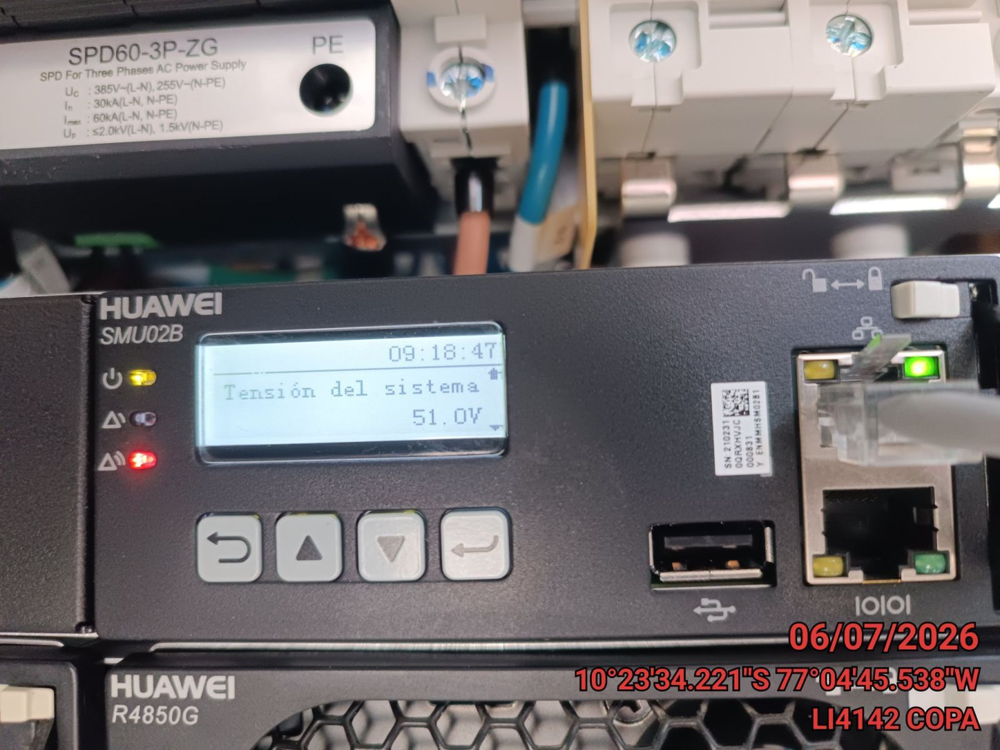 SPD60-3P-ZG
PE
SPD For Three Phases AC Power Supply
Uc : 385V~(L-N), 255V~(N-PE)
In : 30kA(L-N, N-PE)
Imax : 60kA(L-N, N-PE)
Up : ≤2.0kV(L-N), 1.5kV(N-PE)
HUAWEI
SMU02B
09:18:47
Tensión del sistema
51.0V
SN: 210231
0QRXHVJC
000831
Y ENMMHSM02B1
IOIOI
HUAWEI
R4850G
06/07/2026
10°23'34.221"S 77°04'45.538"W
LI4142 COPA